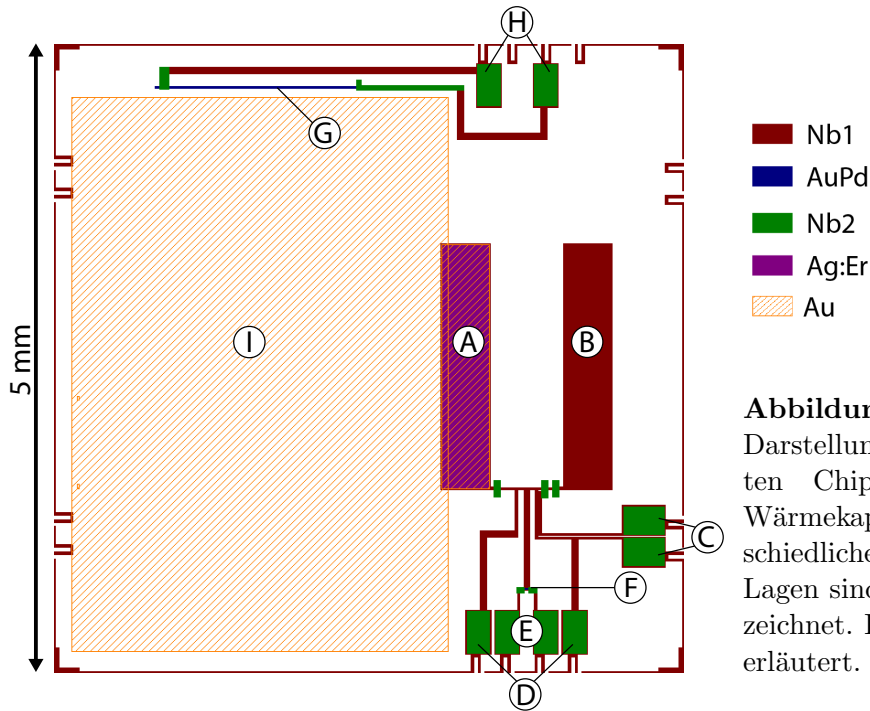 H
G
Nb1
AuPd
Nb2
Ag:Er
Au
I
A
B
5 mm
C
F
E
D
Abbildun
Darstellun
ten Chip
Wärmekap
schiedliche
Lagen sind
zeichnet.
erläutert.